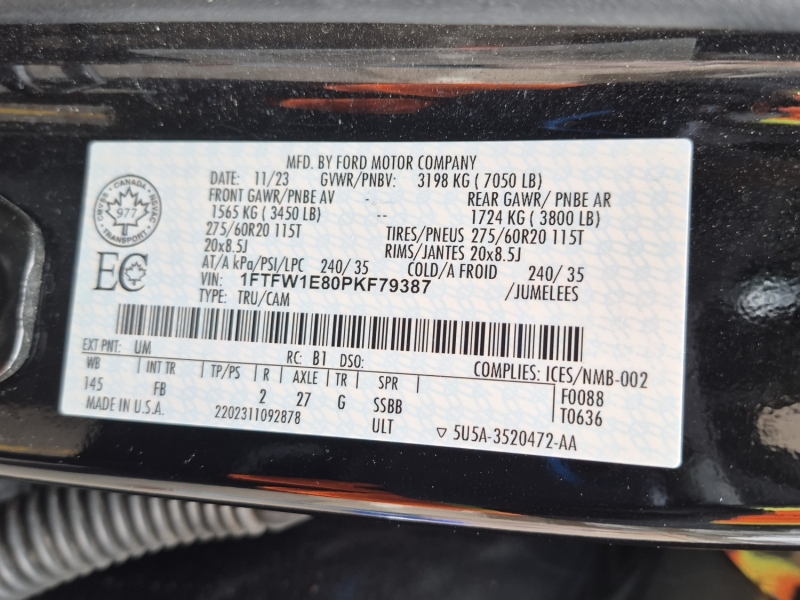 MFD. BY FORD MOTOR COMPANY
DATE: 11/23 GVWR/PNBV: 3198 KG ( 7050 LB)
FRONT GAWR/PNBE AV - REAR GAWR/ PNBE AR
1565 KG ( 3450 LB) -- 1724 KG ( 3800 LB)
275/60R20 115T TIRES/PNEUS 275/60R20 115T
20x8.5J RIMS/JANTES 20x8.5J
AT/A kPa/PSI/LPC 240/ 35 COLD/A FROID 240/ 35
VIN: 1FTFW1E80PKF79387 /JUMELEES
TYPE: TRU/CAM
CANADA
977
TRANSPORT
EC
EXT PNT: UM RC: B1 DSO: COMPLIES: ICES/NMB-002
WB INT TR TP/PS R AXLE TR SPR F0088
145 FB 2 27 G SSBB T0636
MADE IN U.S.A. 2202311092878 ULT 5U5A-3520472-AA